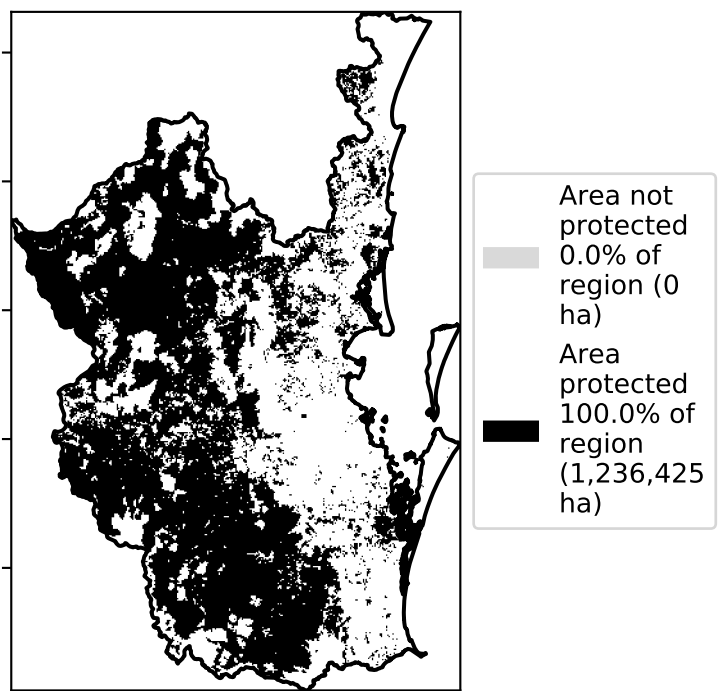 Area not
protected
0.0% of
region (0
ha)
Area
protected
100.0% of
region
(1,236,425
ha)